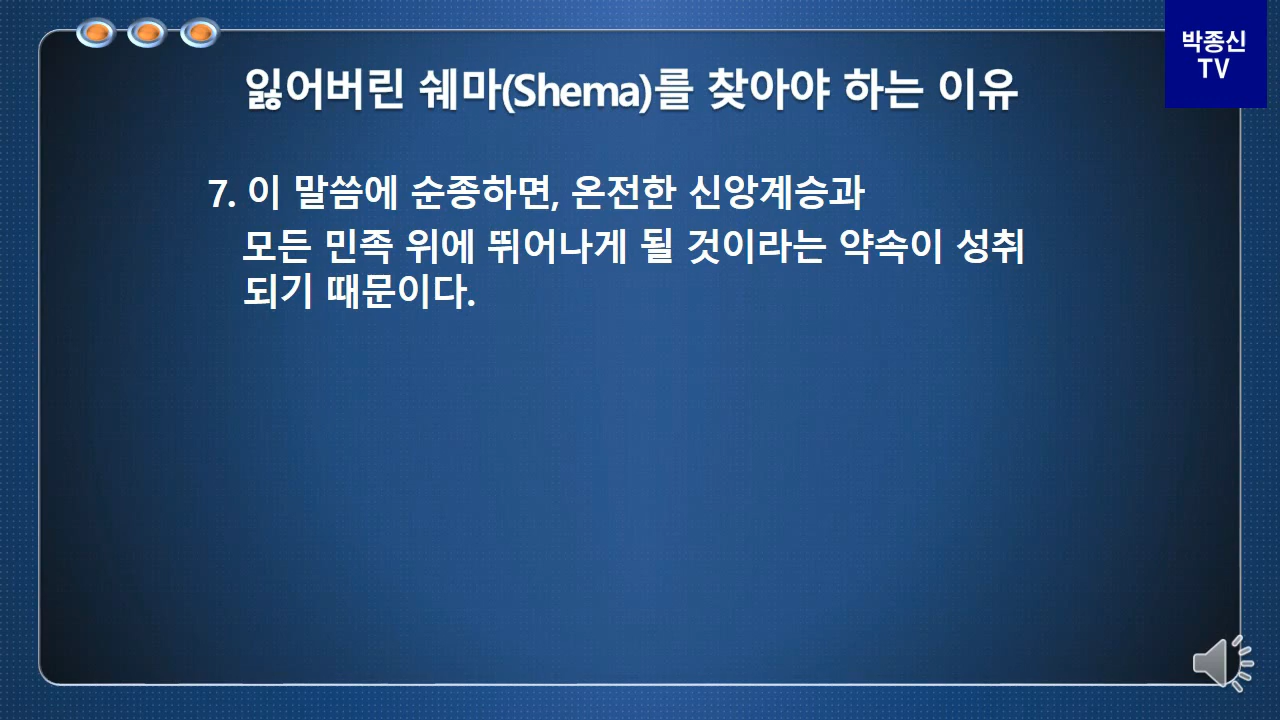 박종신
TV
잃어버린 쉐마(Shema)를 찾아야 하는 이유
7. 이 말씀에 순종하면, 온전한 신앙계승과
모든 민족 위에 뛰어나게 될 것이라는 약속이 성취
되기 때문이다.